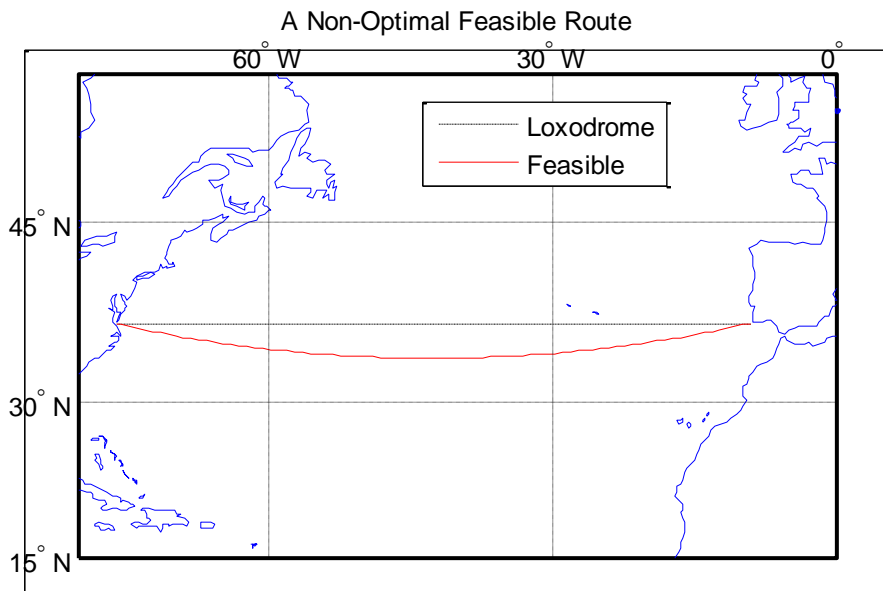 A Non-Optimal Feasible Route
60° W 30° W 0°
Loxodrome
Feasible
45° N
30° N
15° N